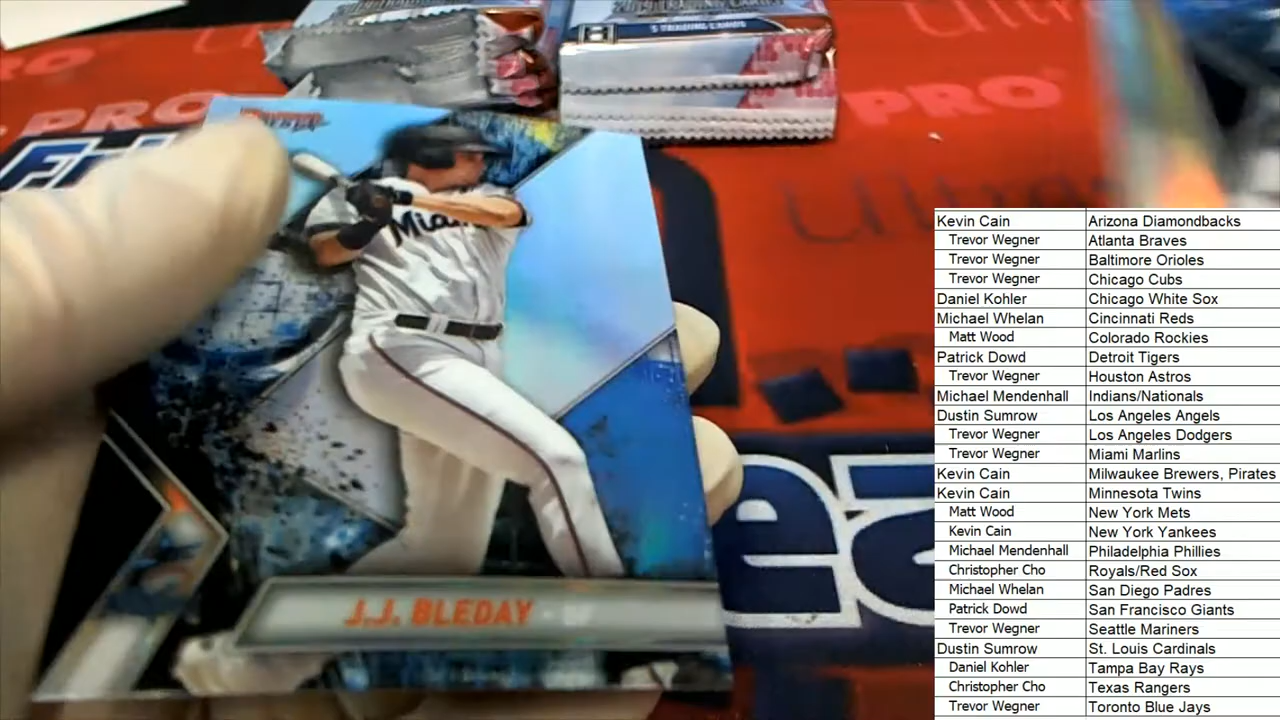 5 TRADING CARDS
Ultra
PRO
PRO
PRO
Ultra
Miami
J.J. BLEDAY
Kevin Cain Arizona Diamondbacks
Trevor Wegner Atlanta Braves
Trevor Wegner Baltimore Orioles
Trevor Wegner Chicago Cubs
Daniel Kohler Chicago White Sox
Michael Whelan Cincinnati Reds
Matt Wood Colorado Rockies
Patrick Dowd Detroit Tigers
Trevor Wegner Houston Astros
Michael Mendenhall Indians/Nationals
Dustin Sumrow Los Angeles Angels
Trevor Wegner Los Angeles Dodgers
Trevor Wegner Miami Marlins
Kevin Cain Milwaukee Brewers, Pirates
Kevin Cain Minnesota Twins
Matt Wood New York Mets
Kevin Cain New York Yankees
Michael Mendenhall Philadelphia Phillies
Christopher Cho Royals/Red Sox
Michael Whelan San Diego Padres
Patrick Dowd San Francisco Giants
Trevor Wegner Seattle Mariners
Dustin Sumrow St. Louis Cardinals
Daniel Kohler Tampa Bay Rays
Christopher Cho Texas Rangers
Trevor Wegner Toronto Blue Jays